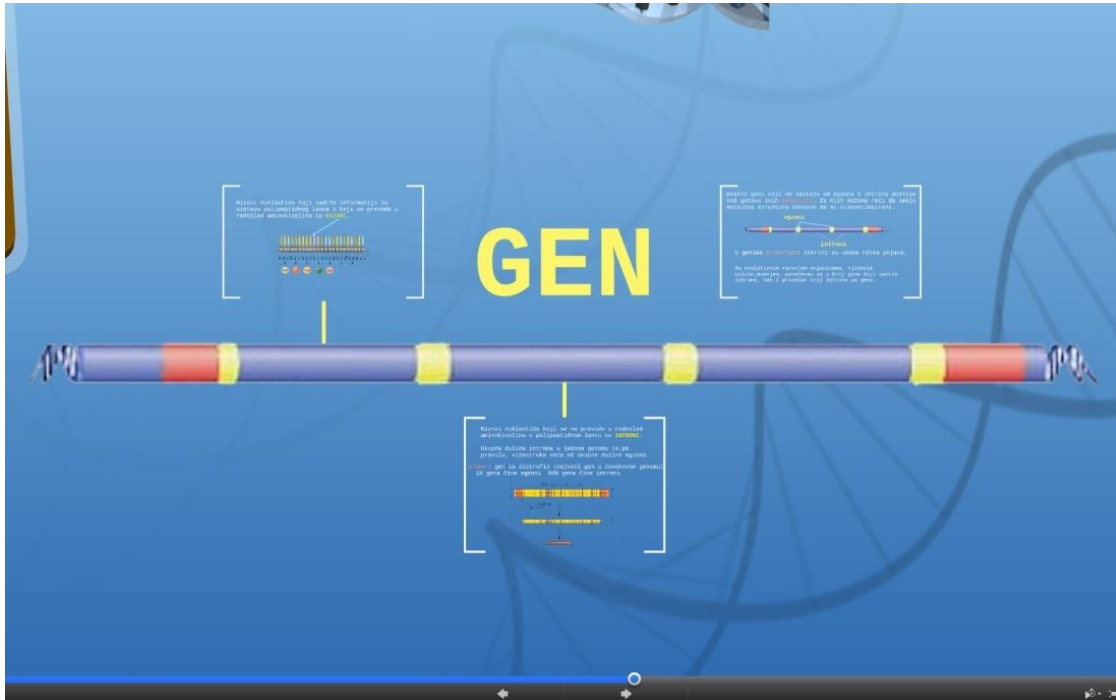 GEN
Nizovi nukleotida koji sadrže informaciju za
sintezu polipeptidnog lanca i koji se prevode u
redosled aminokiselina su EGZONI.
Ovakvi geni koji se sastoje od egzona i introna postoje
kod gotovo svih Za njih možemo reći da imaju
mozaičnu strukturu odnosno da su
egzoni
introni
U genima prokariota introni su veoma retka pojava.
Sa evolutivnim razvojem organizama, njihovim
usložnjavanjem, povećavao se i broj gena koji sadrže
introne, kao i prosečan broj introna po genu.
Nizovi nukleotida koji se ne prevode u redosled
aminokiselina u polipeptidnom lancu su INTRONI.
Ukupna dužina introna u jednom genomu je,po
pravilu, višestruko veća od ukupne dužine egzona.
primer: gen za distrofin (najveći gen u čovekovom genomu)
1% gena čine egzoni 99% gena čine introni